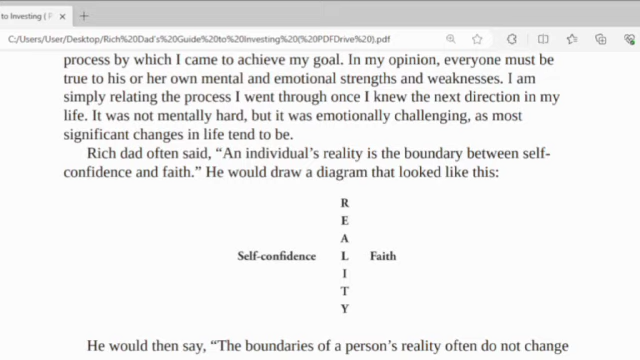 to Investing ( P
C:/Users/User/Desktop/Rich%20Dad's%20Guide%20to%20Investing%20(%20PDFDrive%20).pdf
process by which I came to achieve my goal. In my opinion, everyone must be
true to his or her own mental and emotional strengths and weaknesses. I am
simply relating the process I went through once I knew the next direction in my
life. It was not mentally hard, but it was emotionally challenging, as most
significant changes in life tend to be.
Rich dad often said, “An individual’s reality is the boundary between self-
confidence and faith.” He would draw a diagram that looked like this:
R
E
A
Self-confidence L Faith
I
T
Y
He would then say, “The boundaries of a person’s reality often do not change